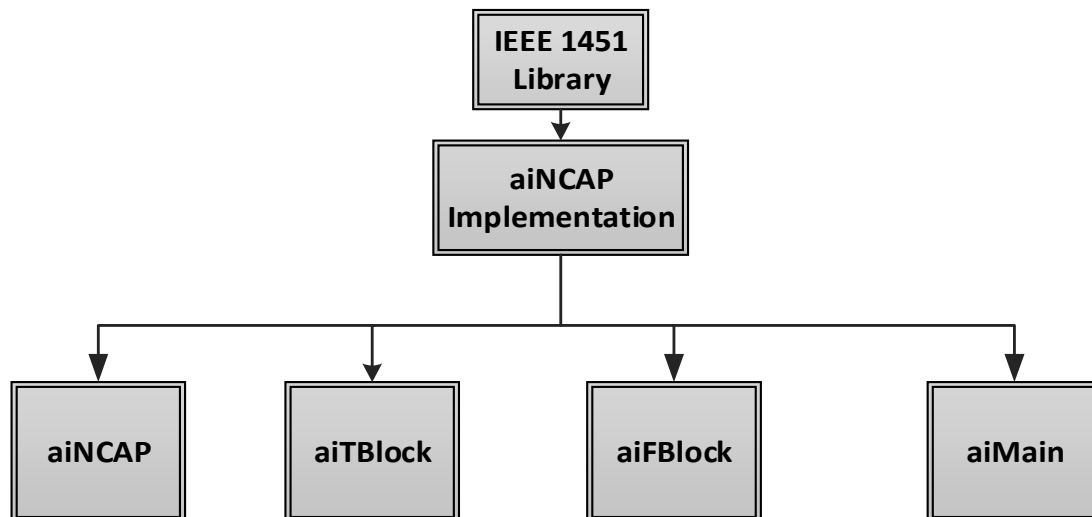 IEEE 1451
Library
aiNCAP
Implementation
aiNCAP
aiTBlock
aiFBlock
aiMain